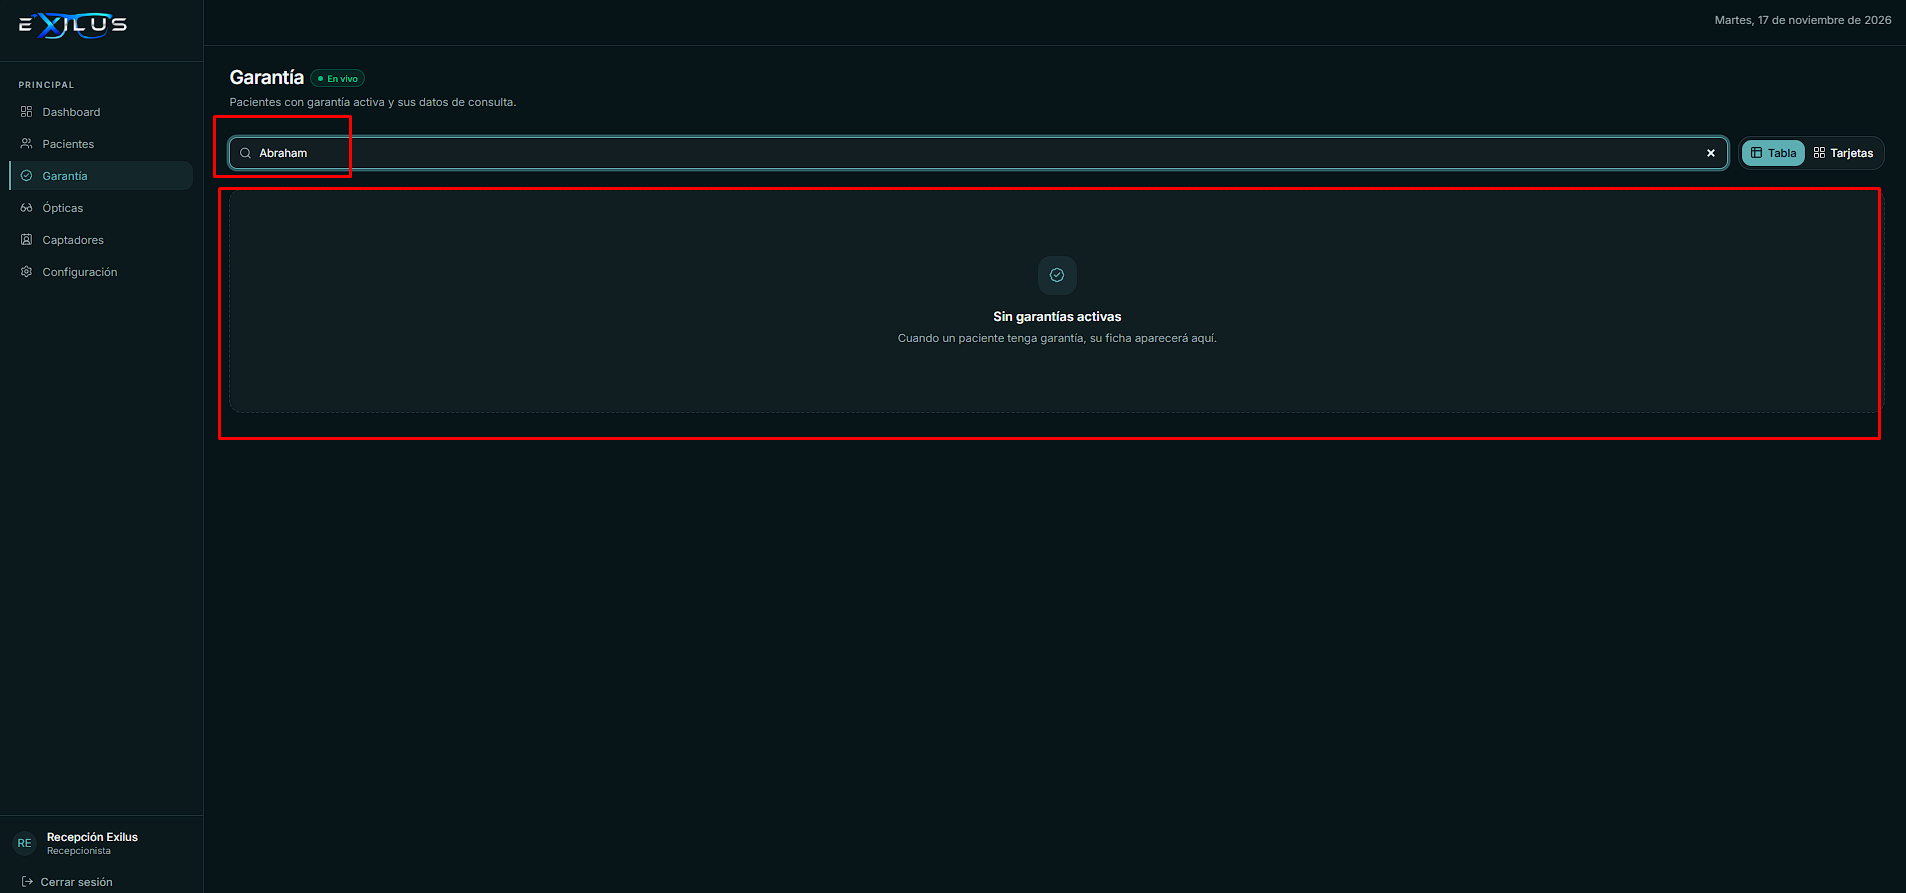 EXILUS
Martes, 17 de noviembre de 2026
PRINCIPAL
Dashboard
Pacientes
Garantía
Ópticas
Captadores
Configuración
Garantía
En vivo
Pacientes con garantía activa y sus datos de consulta.
Abraham
Tabla
Tarjetas
Sin garantías activas
Cuando un paciente tenga garantía, su ficha aparecerá aquí.
RE
Recepción Exilus
Recepcionista
Cerrar sesión